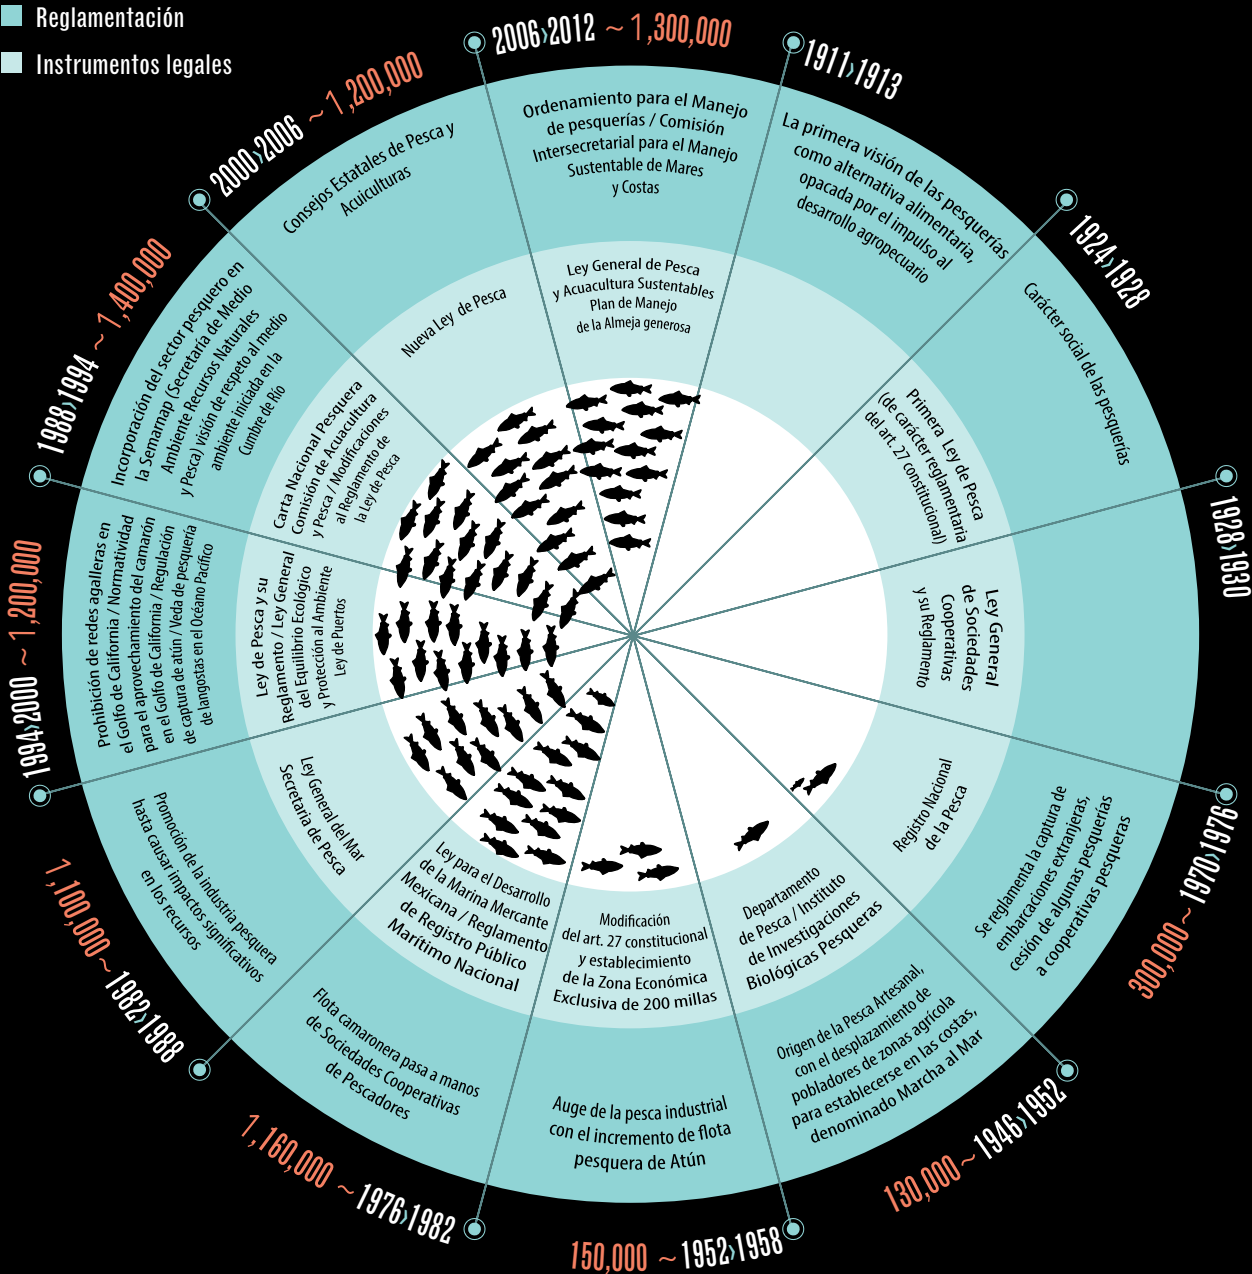 Reglamentación
Instrumentos legales
2006›2012 ~ 1,300,000
Ordenamiento para el Manejo
de pesquerías / Comisión
Intersecretarial para el Manejo
Sustentable de Mares
y Costas
Ley General de Pesca
y Acuacultura Sustentables
Plan de Manejo
de la Almeja generosa
1911›1913
La primera visión de las pesquerías
como alternativa alimentaria,
opacada por el impulso al
desarrollo agropecuario
1924›1928
Carácter social de las pesquerías
Primera Ley de Pesca
(de carácter reglamentaria
del art. 27 constitucional)
1928›1930
Ley General
de Sociedades
Cooperativas
y su Reglamento
300,000 ~ 1970›1976
Se reglamenta la captura de
embarcaciones extranjeras,
cesión de algunas pesquerías
a cooperativas pesqueras
Registro Nacional
de la Pesca
130,000 ~ 1946›1952
Origen de la Pesca Artesanal,
con el desplazamiento de
pobladores de zonas agrícola
para establecerse en las costas,
denominado Marcha al Mar
Departamento
de Pesca / Instituto
de Investigaciones
Biológicas Pesqueras
150,000 ~ 1952›1958
Auge de la pesca industrial
con el incremento de flota
pesquera de Atún
Modificación
del art. 27 constitucional
y establecimiento
de la Zona Económica
Exclusiva de 200 millas
1,160,000 ~ 1976›1982
Flota camaronera pasa a manos
de Sociedades Cooperativas
de Pescadores
Ley para el Desarrollo
de la Marina Mercante
Mexicana / Reglamento
de Registro Público
Marítimo Nacional
1,100,000 ~ 1982›1988
Promoción de la industria pesquera
hasta causar impactos significativos
en los recursos
Ley General del Mar
Secretaria de Pesca
1994›2000 ~ 1,200,000
Prohibición de redes agalleras en
el Golfo de California / Normatividad
para el aprovechamiento del camarón
en el Golfo de California / Regulación
de captura de atún / Veda de pesquería
de langostas en el Océano Pacífico
Ley de Pesca y su
Reglamento / Ley General
del Equilibrio Ecológico
y Protección al Ambiente
Ley de Puertos
1988›1994 ~ 1,400,000
Incorporación del sector pesquero en
la Semarnap (Secretaría de Medio
Ambiente Recursos Naturales
y Pesca) visión de respeto al medio
ambiente iniciada en la
Cumbre de Río
Carta Nacional Pesquera
Comisión de Acuacultura
y Pesca / Modificaciones
al Reglamento de
la Ley de Pesca
2000›2006 ~ 1,200,000
Consejos Estatales de Pesca y
Acuiculturas
Nueva Ley de Pesca